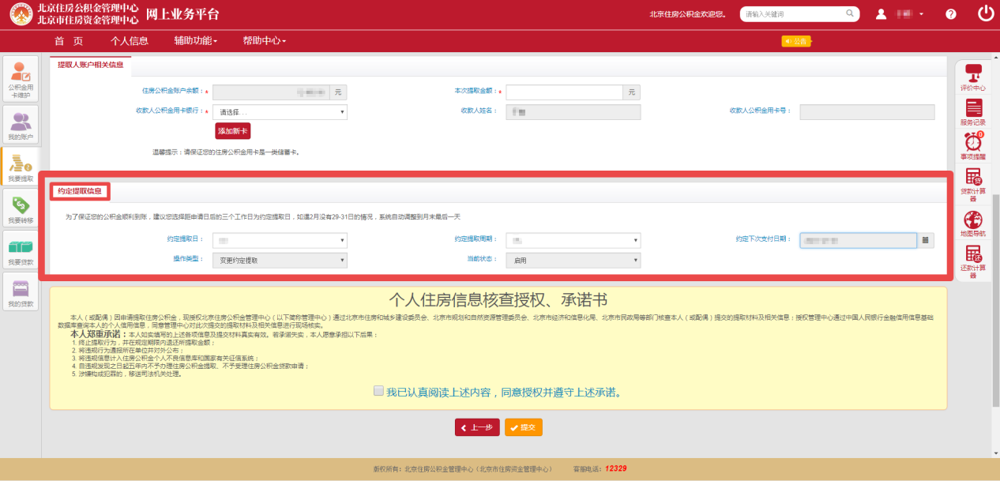 北京住房公积金管理中心
北京市住房资金管理中心
网上业务平台
北京住房公积金欢迎您。
请输入关键词
首 页
个人信息
辅助功能
帮助中心
公告
公积金用
卡维护
我的账户
我要提取
我要转移
我要贷款
我的贷款
提取人账户相关信息
住房公积金账户余额：*
元
本次提取金额：*
元
收款人公积金用卡银行：*
请选择...
收款人姓名：
收款人公积金用卡号：
添加新卡
温馨提示：请保证您的住房公积金用卡是一类储蓄卡。
约定提取信息
为了保证您的公积金顺利到账，建议您选择距申请日后的三个工作日为约定提取日，如逢2月没有29-31日的情况，系统自动调整到月末最后一天
约定提取日：
约定提取周期：
约定下次支付日期：
操作类型：
变更约定提取
当前状态：
启用
个人住房信息核查授权、承诺书
本人（或配偶）因申请提取住房公积金，现授权北京住房公积金管理中心（以下简称管理中心）通过北京市住房和城乡建设委员会、北京市规划和自然资源管理委员会、北京市经济和信息化局、北京市民政局等部门核查本人（或配偶）提交的提取材料及相关信息；授权管理中心通过中国人民银行金融信用信息基础
数据库查询本人的个人信用信息，同意管理中心对此次提交的提取材料及相关信息进行现场核实。
本人郑重承诺：本人如实填写的上述各项信息及提交材料真实有效。若承诺失实，本人愿意承担以下后果：
1. 终止提取行为，并在规定期限内退还所提取金额；
2. 将违规行为通报所在单位并对外公布；
3. 将违规信息计入住房公积金个人不良信息库和国家有关征信系统；
4. 自违规发现之日起五年内不予办理住房公积金提取、不予受理住房公积金贷款申请；
5. 涉嫌构成犯罪的，移送司法机关处理。
我已认真阅读上述内容，同意授权并遵守上述承诺。
上一步
提交
评价中心
服务记录
0
事项提醒
贷
贷款计算
器
地图导航
还
还款计算
器
版权所有：北京住房公积金管理中心（北京市住房资金管理中心）
客服电话：12329